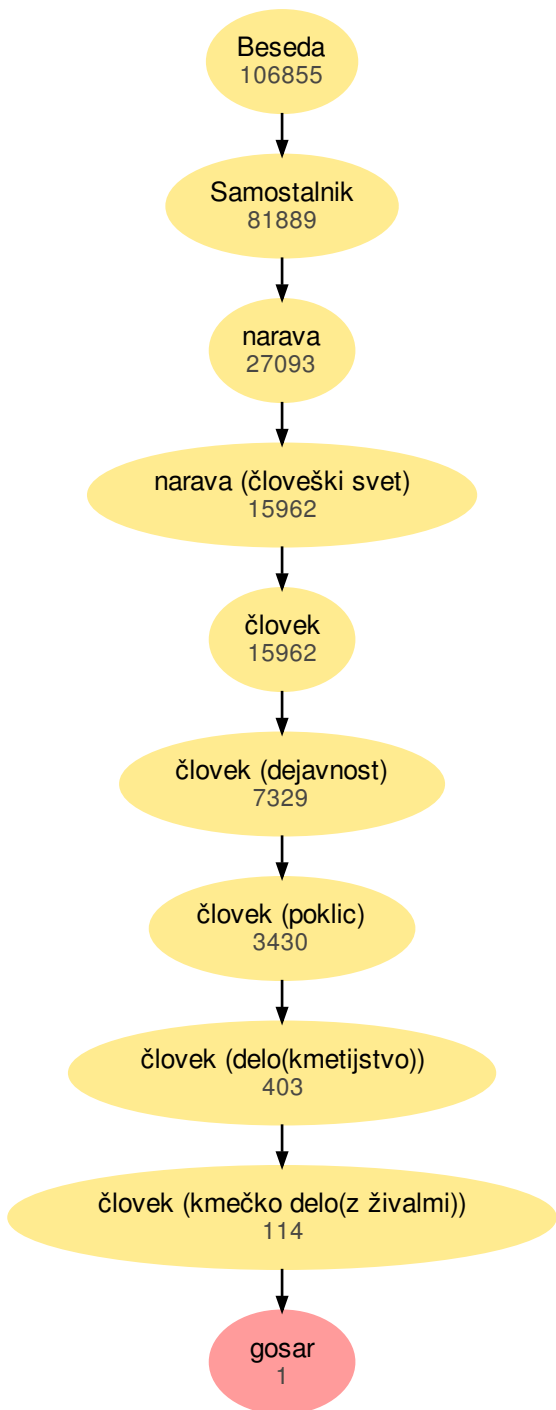 Beseda
106855
Samostalnik
81889
narava
27093
narava (človeški svet)
15962
človek
15962
človek (dejavnost)
7329
človek (poklic)
3430
človek (delo(kmetijstvo))
403
človek (kmečko delo(z živalmi))
114
gosar
1